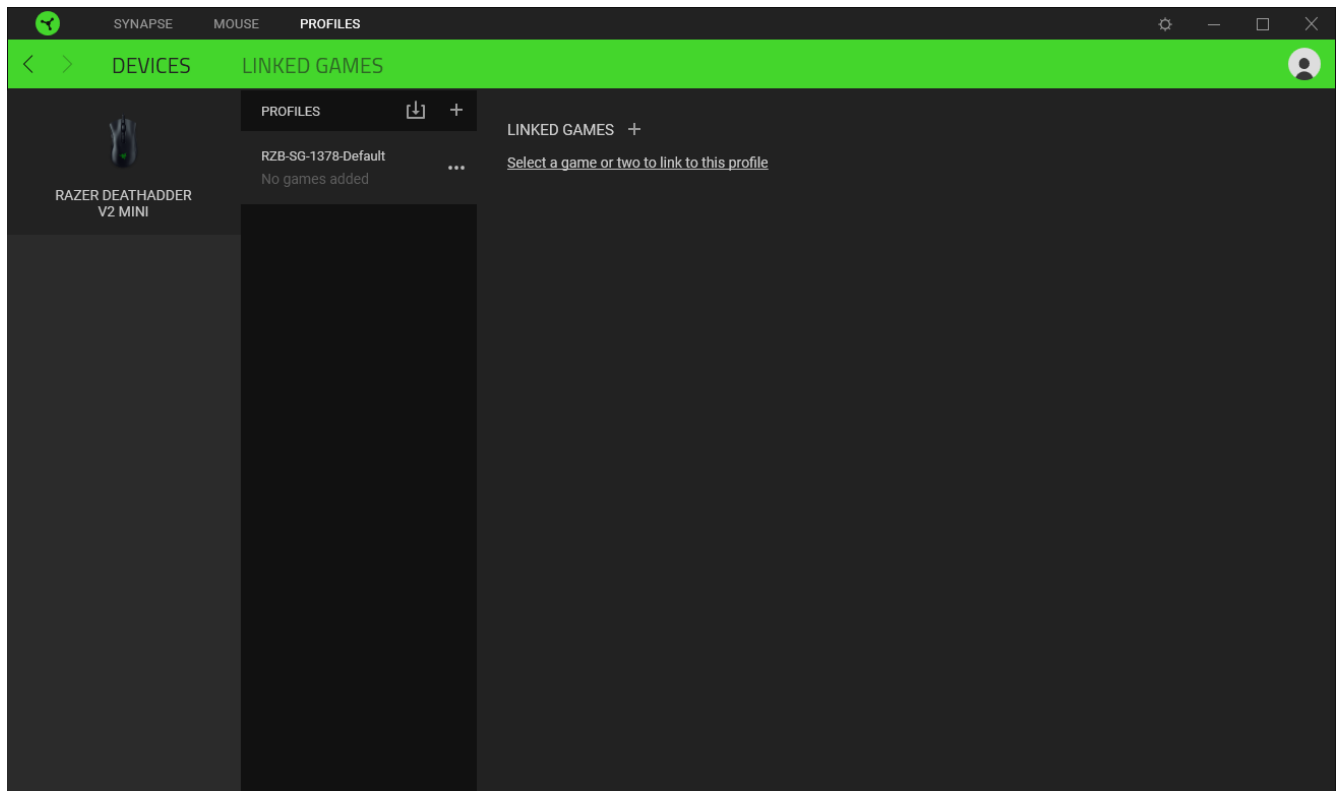 SYNAPSE MOUSE PROFILES
DEVICES LINKED GAMES
RAZER DEATHADDER
V2 MINI
PROFILES
RZB-SG-1378-Default
No games added
LINKED GAMES
Select a game or two to link to this profile